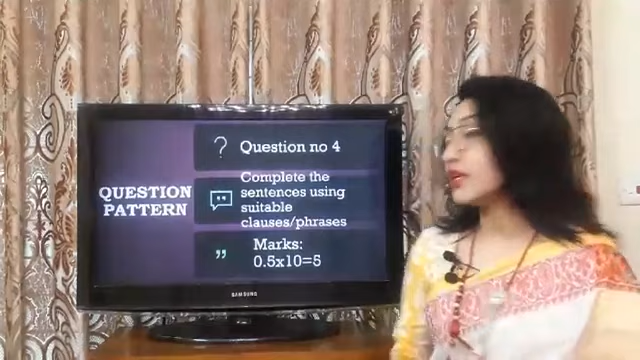 QUESTION
PATTERN
Question no 4
Complete the
sentences using
suitable
clauses/phrases
Marks:
0.5x10=5
SAMSUNG